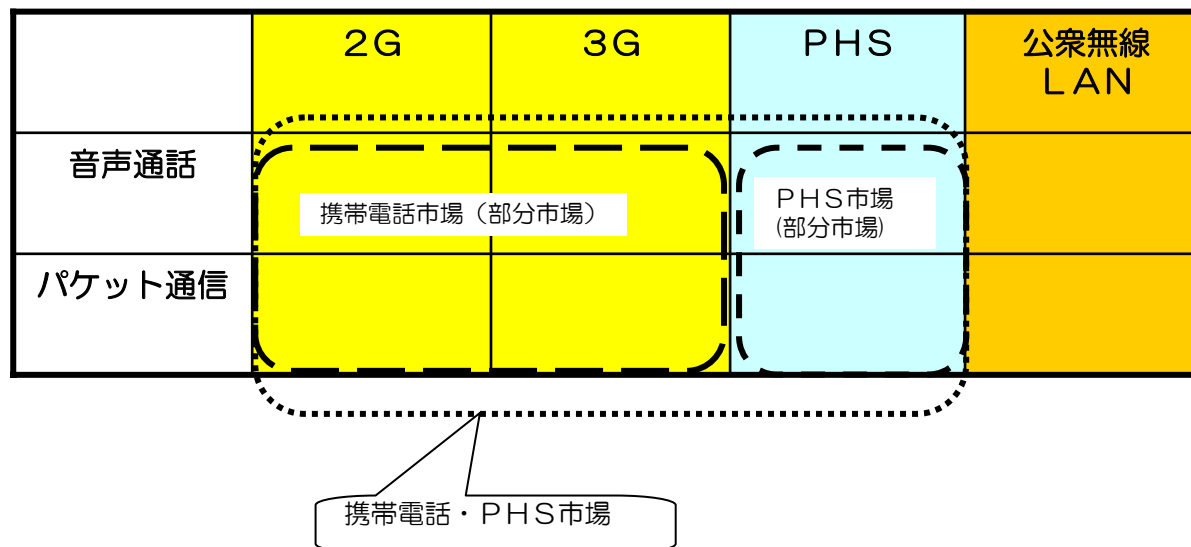 ２Ｇ
３Ｇ
ＰＨＳ
公衆無線
ＬＡＮ
音声通話
携帯電話市場（部分市場）
ＰＨＳ市場
(部分市場)
パケット通信
携帯電話・ＰＨＳ市場